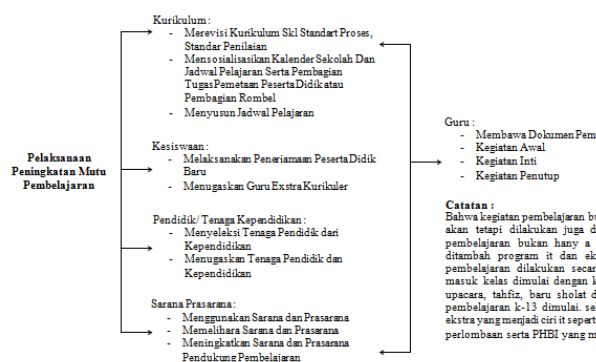 Kurikulum :
- Merevisi Kurikulum Skl Standart Proses,
Standar Penilaian
- Mensosialisasikan Kalender Sekolah Dan
Jadwal Pelajaran Serta Pembagian
Tugas Pemetaan Peserta Didik atau
Pembagian Rombel
- Menyusun Jadwal Pelajaran
Kesiswaan :
- Melaksanakan Peneriamaan Peserta Didik
Baru
- Menugaskan Guru Exstra Kurikuler
Pelaksanaan
Peningkatan Mutu
Pembelajaran
Pendidik/ Tenaga Kependidikan :
- Menyeleksi Tenaga Pendidik dari
Kependidikan
- Menugaskan Tenaga Pendidik dan
Kependidikan
Sarana Prasarana :
- Menggunakan Sarana dan Prasarana
- Memelihara Sarana dan Prasarana
- Meningkatkan Sarana dan Prasarana
Pendukung Pembelajaran
Guru :
- Membawa Dokumen Pem
- Kegiatan Awal
- Kegiatan Inti
- Kegiatan Penutup
Catatan :
Bahwa kegiatan pembelajaran bu
akan tetapi dilakukan juga d
pembelajaran bukan hany a
ditambah program it dan ek
pembelajaran dilakukan secar
masuk kelas dimulai dengan k
upacara, tahfiz, baru sholat d
pembelajaran k-13 dimulai. se
ekstra yang menjadi ciri it sepert
perlombaan serta PHBI yang m